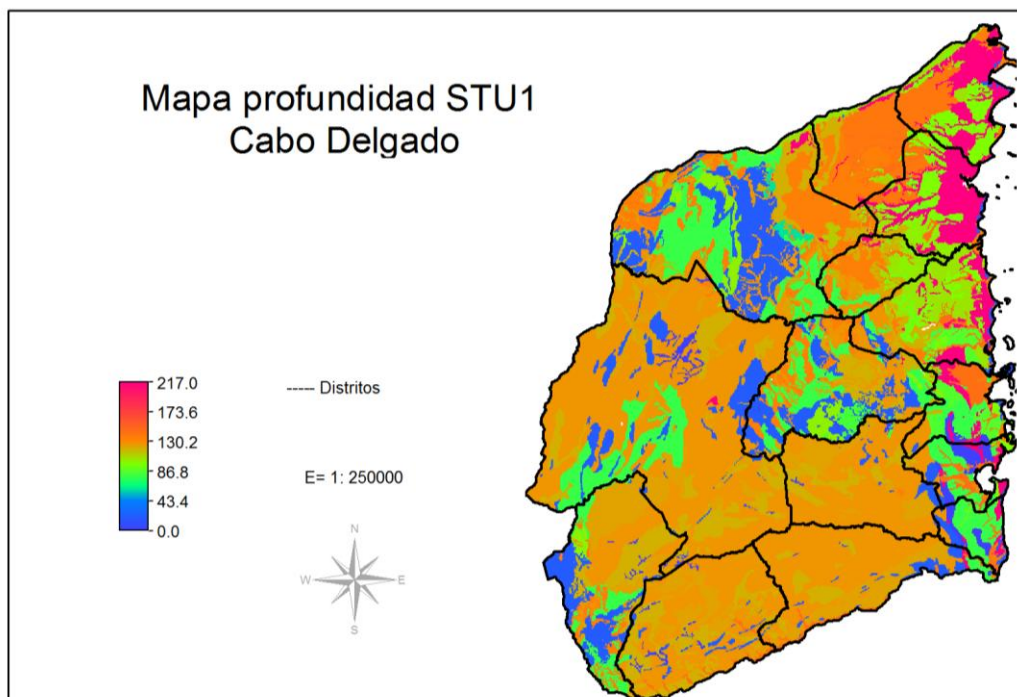 Mapa profundidad STU1
Cabo Delgado
217.0
173.6
130.2
86.8
43.4
0.0
----- Distritos
E= 1: 250000
N
W E
S